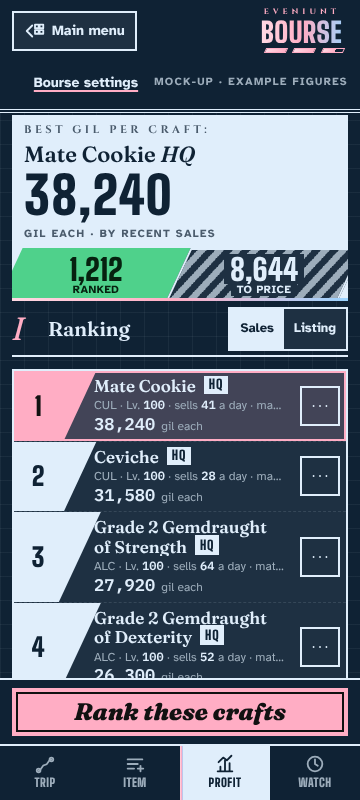 Main menu
EVENIUNT
BOURSE
Bourse settings
MOCK-UP · EXAMPLE FIGURES
BEST GIL PER CRAFT:
Mate Cookie HQ
38,240
GIL EACH · BY RECENT SALES
1,212
RANKED
8,644
TO PRICE
I Ranking
Sales
Listing
1
Mate Cookie HQ
CUL · Lv. 100 · sells 41 a day · ma...
38,240 gil each
...
2
Ceviche HQ
CUL · Lv. 100 · sells 28 a day · ma...
31,580 gil each
...
3
Grade 2 Gemdraught
of Strength HQ
ALC · Lv. 100 · sells 64 a day · mat...
27,920 gil each
...
4
Grade 2 Gemdraught
of Dexterity HQ
ALC · Lv. 100 · sells 52 a day · mat...
26,300 gil each
...
Rank these crafts
TRIP
ITEM
PROFIT
WATCH